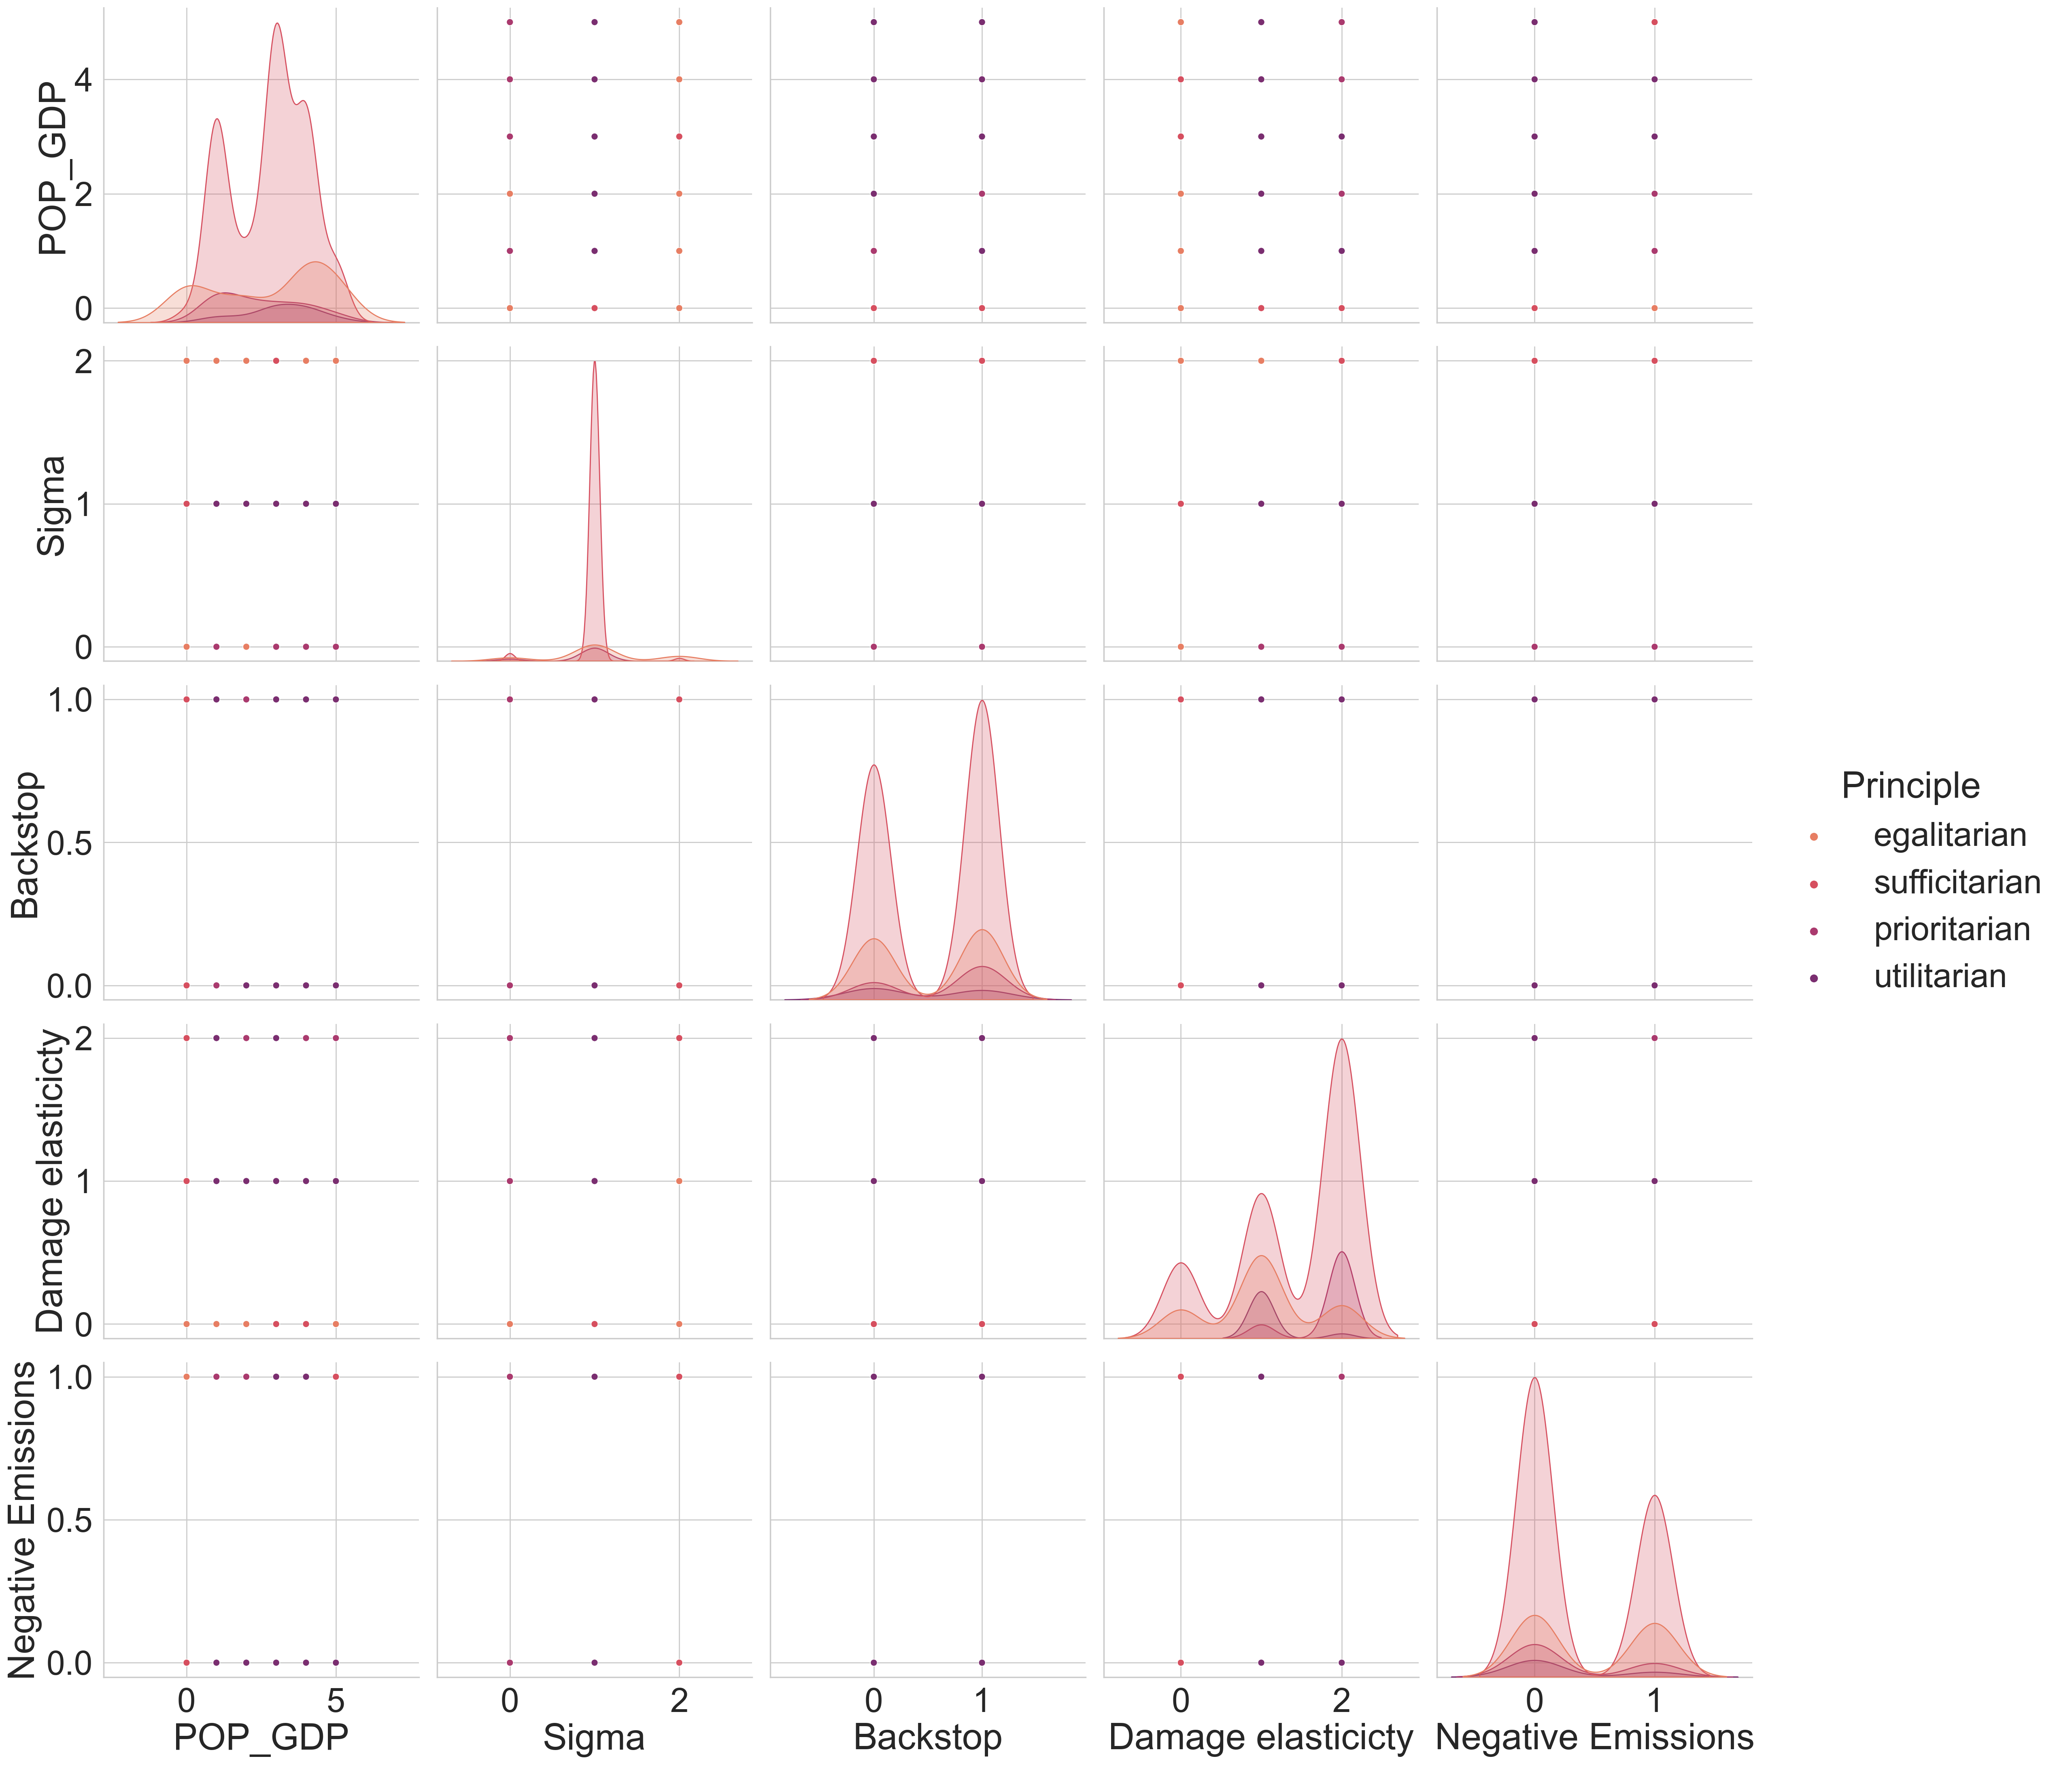 POP_GDP
4
2
0
Sigma
2
1
0
Backstop
1.0
0.5
0.0
Damage elasticicty
2
1
0
Negative Emissions
1.0
0.5
0.0
0 5 0 2 0 1 0 2 0 1
POP_GDP Sigma Backstop Damage elasticicty Negative Emissions
Principle
egalitarian
sufficitarian
prioritarian
utilitarian